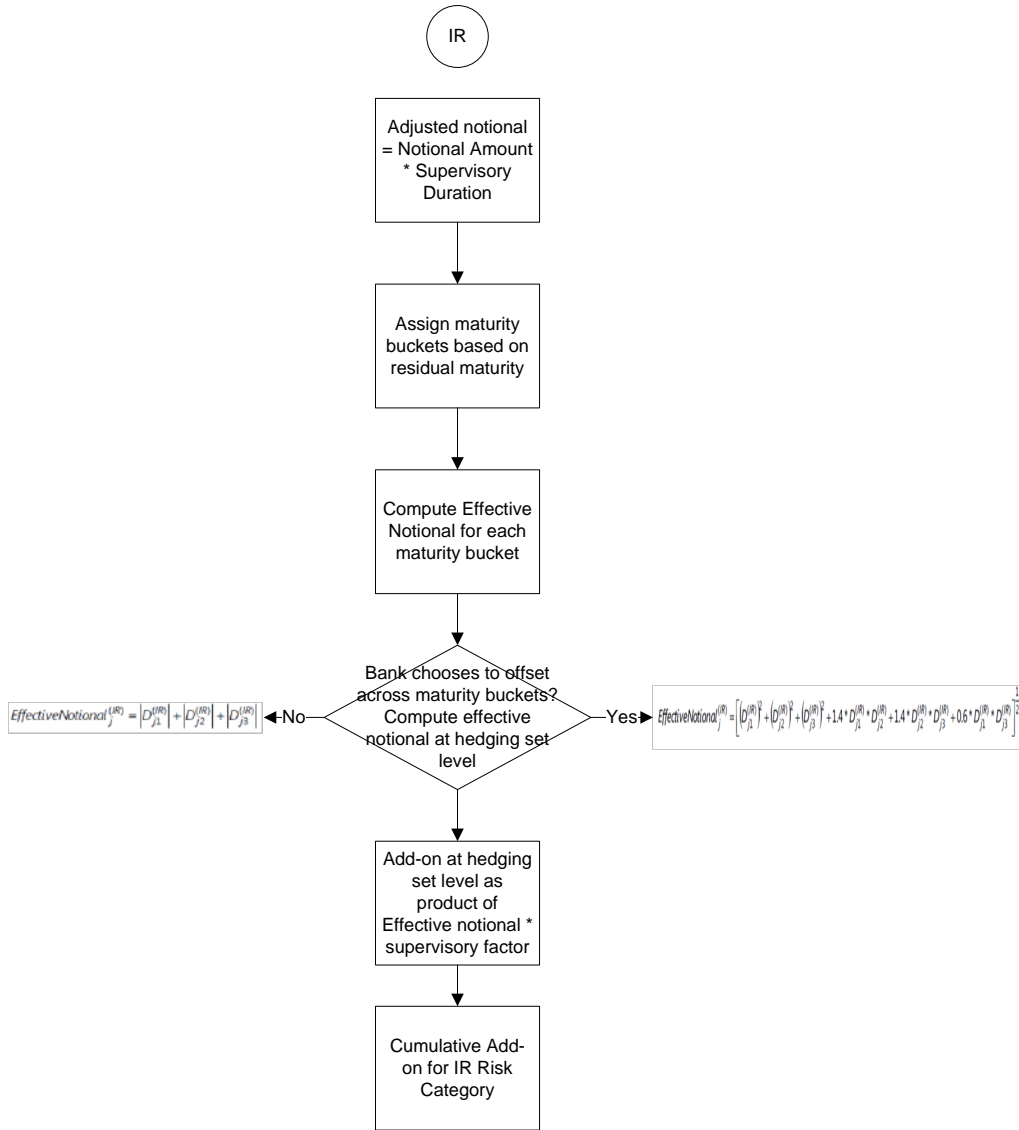 IR
Adjusted notional
= Notional Amount
* Supervisory
Duration
Assign maturity
buckets based on
residual maturity
Compute Effective
Notional for each
maturity bucket
Bank chooses to offset
across maturity buckets?
Compute effective
notional at hedging set
level
No
Yes
EffectiveNotional_j^(IR) = |D_j1^(IR)| + |D_j2^(IR)| + |D_j3^(IR)|
EffectiveNotional_j^(IR) = [(D_j1^(IR))^2 + (D_j2^(IR))^2 + (D_j3^(IR))^2 + 1.4 * D_j1^(IR) * D_j2^(IR) + 1.4 * D_j2^(IR) * D_j3^(IR) + 0.6 * D_j1^(IR) * D_j3^(IR)]^1/2
Add-on at hedging
set level as
product of
Effective notional *
supervisory factor
Cumulative Add-
on for IR Risk
Category